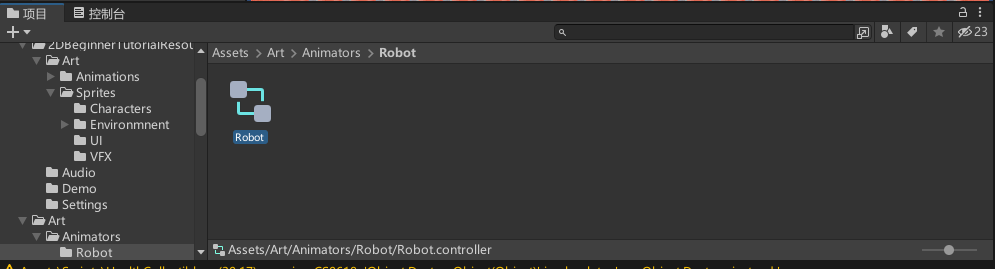 项目 控制台
23
2DBeginnerTutorialResou
Assets > Art > Animators > Robot
Art
Animations
Sprites
Characters
Environmnent
UI
VFX
Audio
Demo
Settings
Art
Animators
Robot
Robot
Assets/Art/Animators/Robot/Robot.controller